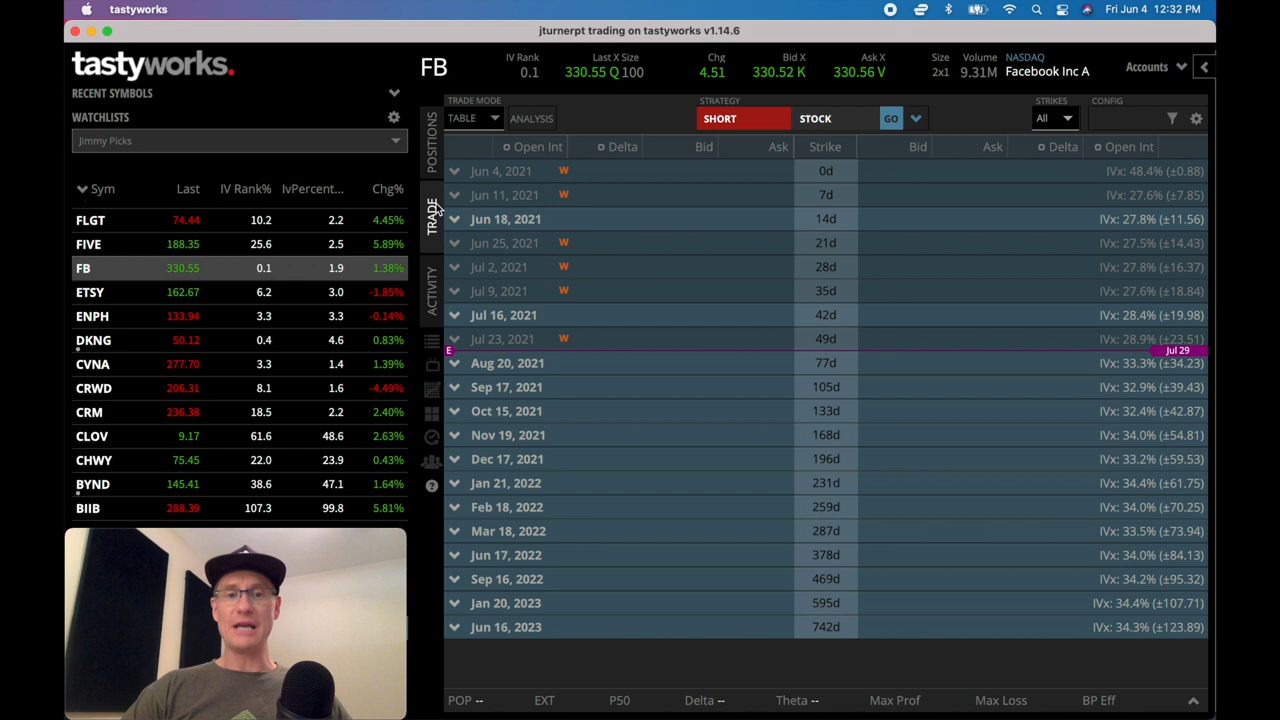 tastyworks
Fri Jun 4 12:32 PM
jturnerpt trading on tastyworks v1.14.6
tastyworks.
RECENT SYMBOLS
WATCHLISTS
Jimmy Picks
Sym Last IV Rank% IvPercent... Chg%
FLGT 74.44 10.2 2.2 4.45%
FIVE 188.35 25.6 2.5 5.89%
FB 330.55 0.1 1.9 1.38%
ETSY 162.67 6.2 3.0 -1.85%
ENPH 133.94 3.3 3.3 -0.14%
DKNG 50.12 0.4 4.6 0.83%
CVNA 277.70 3.3 1.4 1.39%
CRWD 206.31 8.1 1.6 -4.49%
CRM 236.38 18.5 2.2 2.40%
CLOV 9.17 61.6 48.6 2.63%
CHWY 75.45 22.0 23.9 0.43%
BYND 145.41 38.6 47.1 1.64%
BIIB 288.39 107.3 99.8 5.81%
POSITIONS
TRADE
ACTIVITY
FB
IV Rank Last X Size Chg Bid X Ask X Size Volume NASDAQ
0.1 330.55 Q 100 4.51 330.52 K 330.56 V 2x1 9.31M Facebook Inc A
Accounts
TRADE MODE STRATEGY STRIKES CONFIG
TABLE ANALYSIS SHORT STOCK GO All
Open Int Delta Bid Ask Strike Bid Ask Delta Open Int
Jun 4, 2021 W 0d IVx: 48.4% (±0.88)
Jun 11, 2021 W 7d IVx: 27.6% (±7.85)
Jun 18, 2021 14d IVx: 27.8% (±11.56)
Jun 25, 2021 W 21d IVx: 27.5% (±14.43)
Jul 2, 2021 W 28d IVx: 27.8% (±16.37)
Jul 9, 2021 W 35d IVx: 27.6% (±18.84)
Jul 16, 2021 42d IVx: 28.4% (±19.98)
Jul 23, 2021 W 49d IVx: 28.9% (±23.51)
E Jul 29
Aug 20, 2021 77d IVx: 33.3% (±34.23)
Sep 17, 2021 105d IVx: 32.9% (±39.43)
Oct 15, 2021 133d IVx: 32.4% (±42.87)
Nov 19, 2021 168d IVx: 34.0% (±54.81)
Dec 17, 2021 196d IVx: 33.2% (±59.53)
Jan 21, 2022 231d IVx: 34.4% (±61.75)
Feb 18, 2022 259d IVx: 34.0% (±70.25)
Mar 18, 2022 287d IVx: 33.5% (±73.94)
Jun 17, 2022 378d IVx: 34.0% (±84.13)
Sep 16, 2022 469d IVx: 34.2% (±95.32)
Jan 20, 2023 595d IVx: 34.4% (±107.71)
Jun 16, 2023 742d IVx: 34.3% (±123.89)
POP -- EXT P50 Delta -- Theta -- Max Prof Max Loss BP Eff